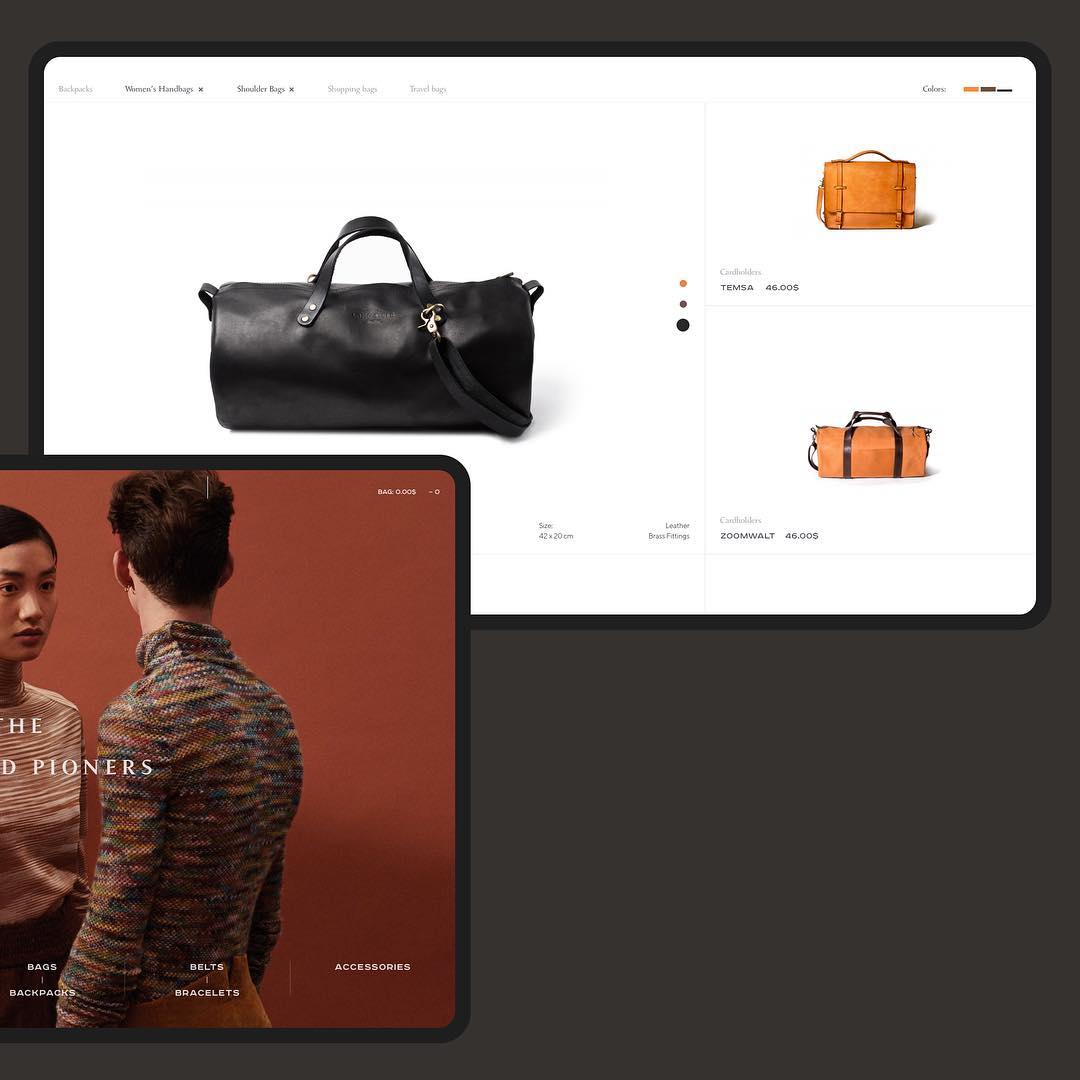 Backpacks
Women's Handbags ×
Shoulder Bags ×
Shopping bags
Travel bags
Colors:
Cardholders
TEMSA 46.00$
Size:
42 x 20 cm
Leather
Brass Fittings
Cardholders
ZOOMWALT 46.00$
BAG: 0.00$ – 0
THE
D PIONERS
BAGS
BACKPACKS
BELTS
BRACELETS
ACCESSORIES